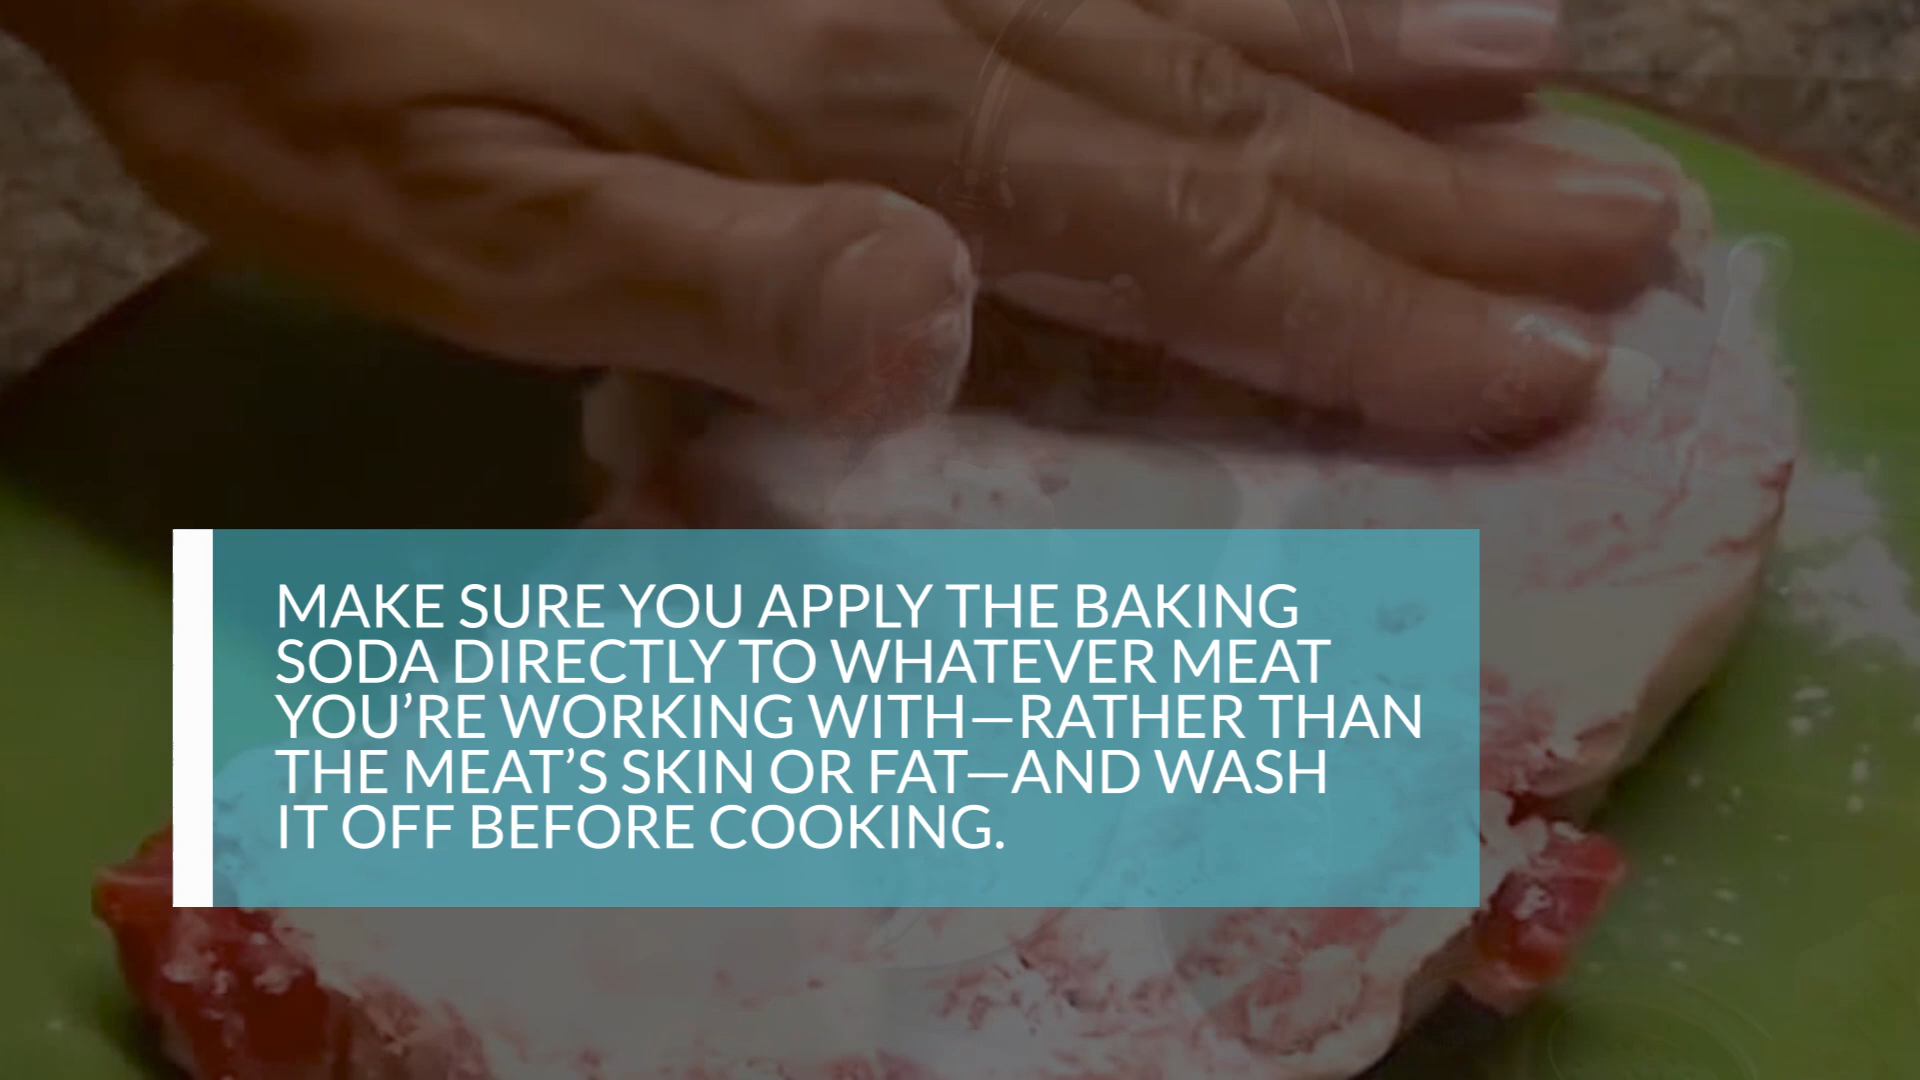 MAKE SURE YOU APPLY THE BAKING
SODA DIRECTLY TO WHATEVER MEAT
YOU’RE WORKING WITH—RATHER THAN
THE MEAT’S SKIN OR FAT—AND WASH
IT OFF BEFORE COOKING.